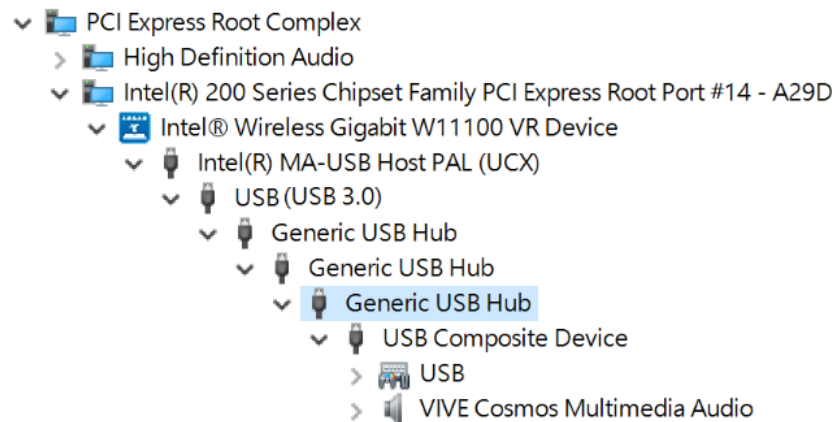 PCI Express Root Complex
High Definition Audio
Intel(R) 200 Series Chipset Family PCI Express Root Port #14 - A29D
Intel® Wireless Gigabit W11100 VR Device
Intel(R) MA-USB Host PAL (UCX)
USB (USB 3.0)
Generic USB Hub
Generic USB Hub
Generic USB Hub
USB Composite Device
USB
VIVE Cosmos Multimedia Audio